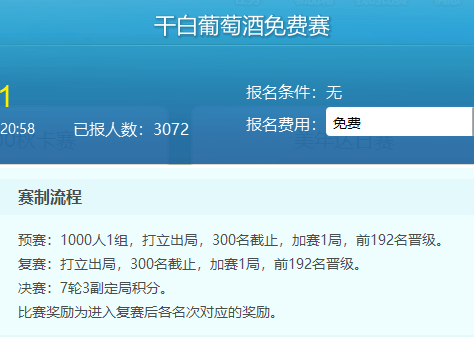 干白葡萄酒免费赛
1
报名条件：无
20:58
已报人数：3072
报名费用：
免费
赛制流程
预赛：1000人1组，打立出局，300名截止，加赛1局，前192名晋级。
复赛：打立出局，300名截止，加赛1局，前192名晋级。
决赛：7轮3副定局积分。
比赛奖励为进入复赛后各名次对应的奖励。